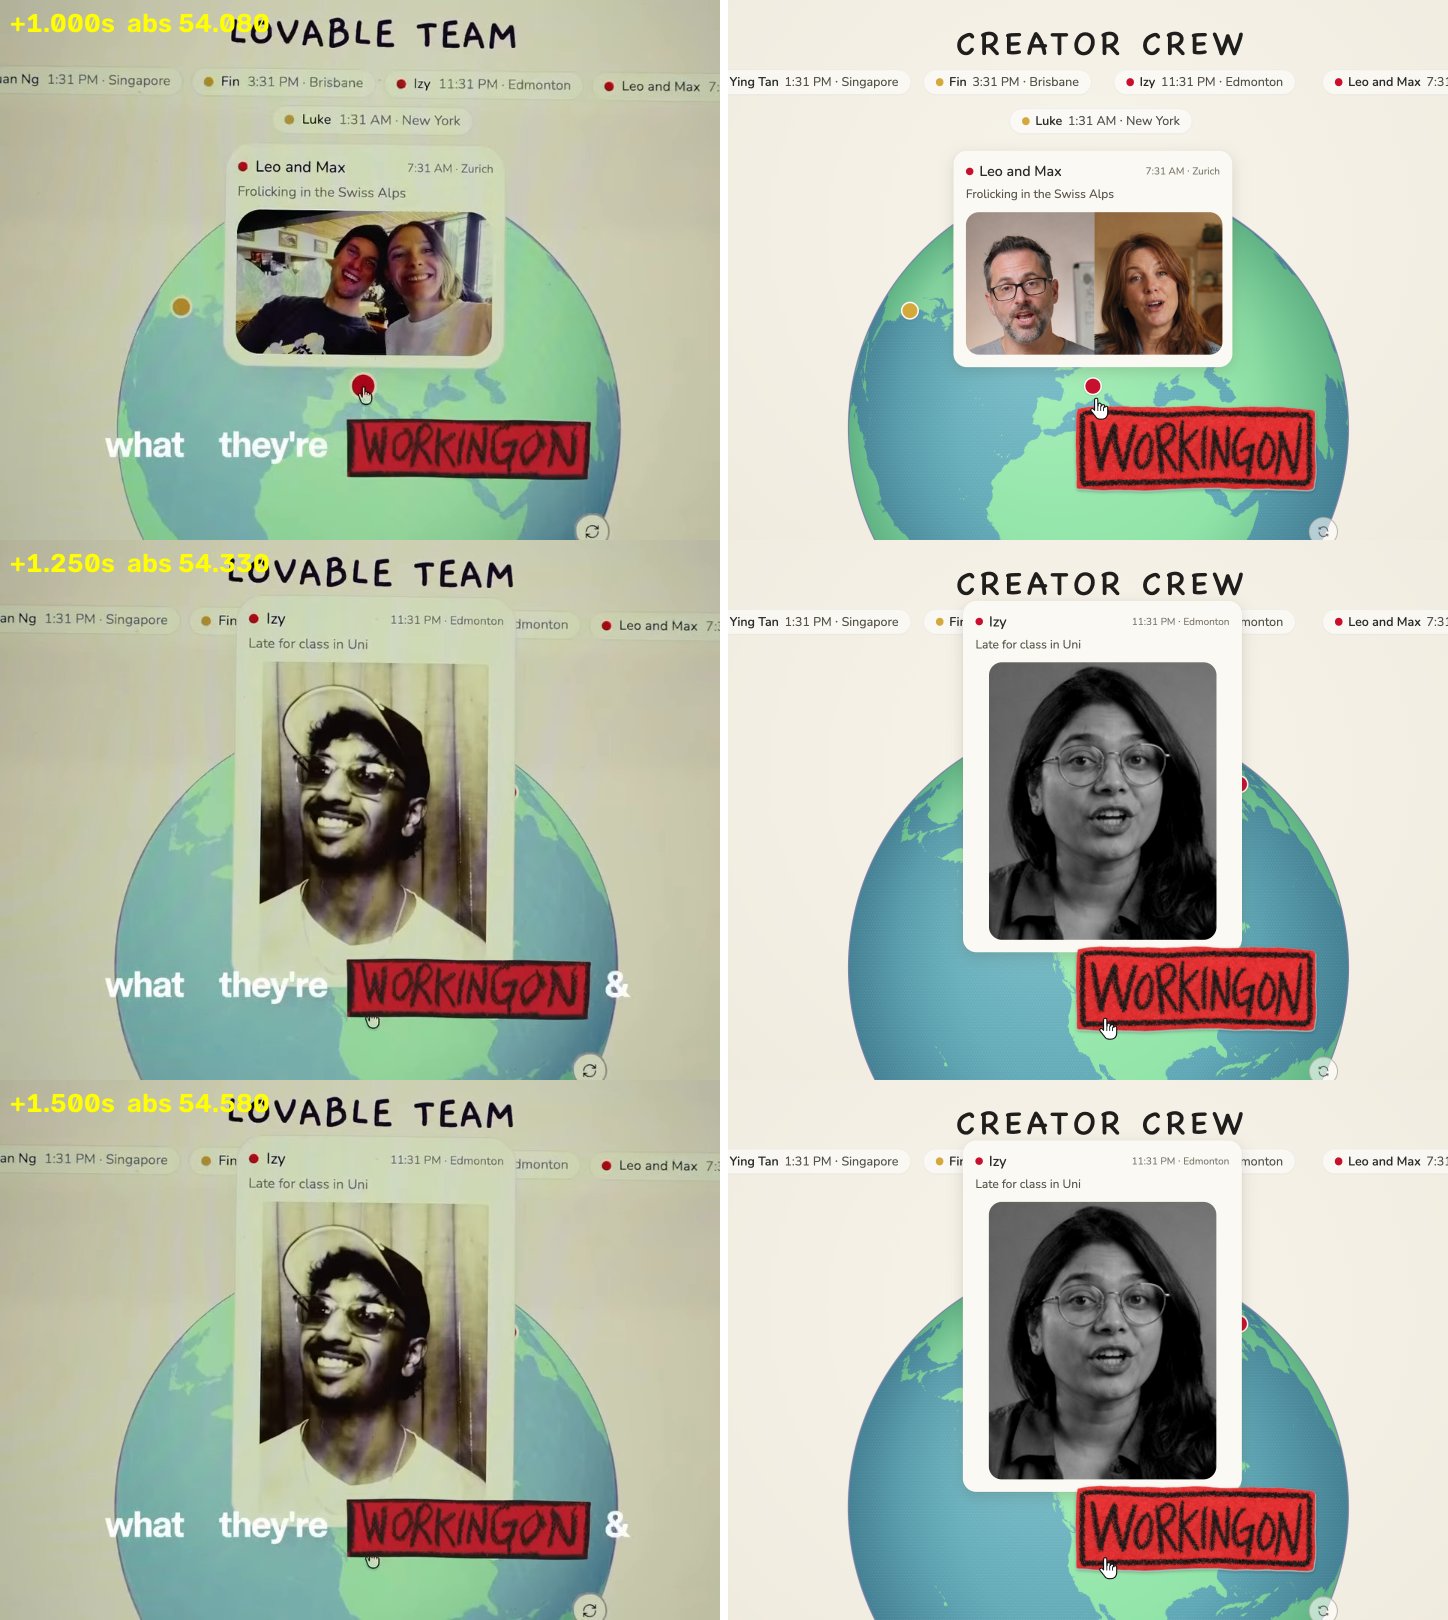 +1.000s abs 54.080
LOVABLE TEAM
uan Ng 1:31 PM · Singapore
Fin 3:31 PM · Brisbane
Izy 11:31 PM · Edmonton
Leo and Max 7:
Luke 1:31 AM · New York
Leo and Max 7:31 AM · Zurich
Frolicking in the Swiss Alps
what they're WORKINGON
CREATOR CREW
Ying Tan 1:31 PM · Singapore
Fin 3:31 PM · Brisbane
Izy 11:31 PM · Edmonton
Leo and Max 7:31
Luke 1:31 AM · New York
Leo and Max 7:31 AM · Zurich
Frolicking in the Swiss Alps
WORKINGON
+1.250s abs 54.330
LOVABLE TEAM
an Ng 1:31 PM · Singapore
Fin
Izy 11:31 PM · Edmonton
dmonton
Leo and Max 7:3
Late for class in Uni
what they're WORKINGON &
CREATOR CREW
Ying Tan 1:31 PM · Singapore
Fin
Izy 11:31 PM · Edmonton
monton
Leo and Max 7:31
Late for class in Uni
WORKINGON
+1.500s abs 54.580
LOVABLE TEAM
an Ng 1:31 PM · Singapore
Fin
Izy 11:31 PM · Edmonton
dmonton
Leo and Max 7:3
Late for class in Uni
what they're WORKINGON &
CREATOR CREW
Ying Tan 1:31 PM · Singapore
Fin
Izy 11:31 PM · Edmonton
monton
Leo and Max 7:31
Late for class in Uni
WORKINGON